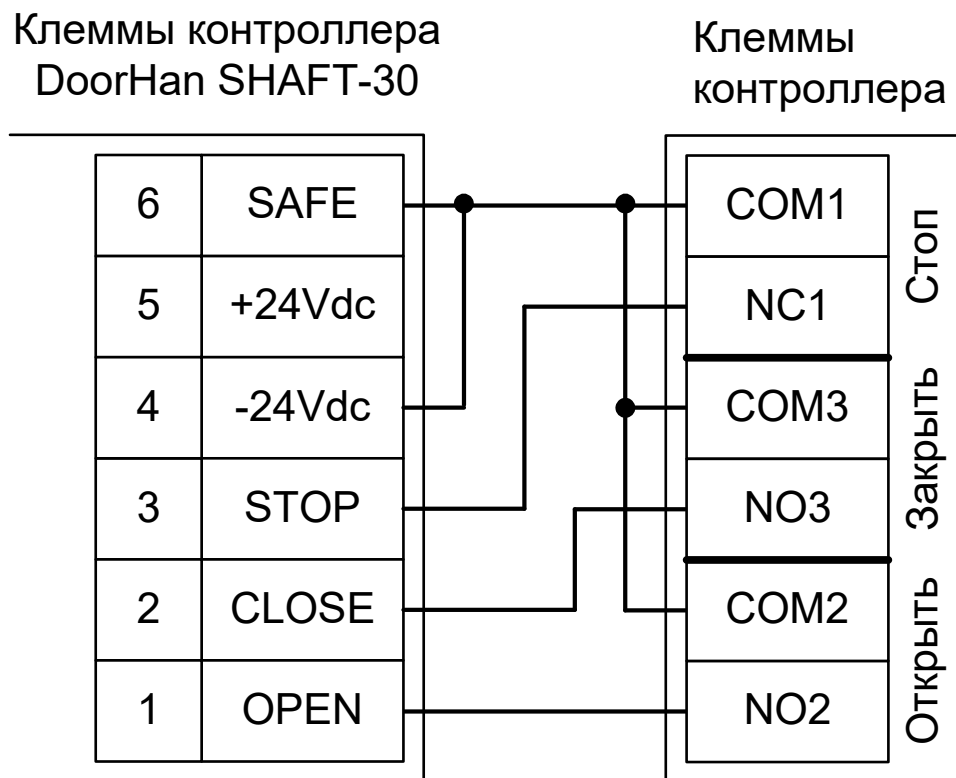 Клеммы контроллера
DoorHan SHAFT-30
Клеммы
контроллера
6 SAFE
5 +24Vdc
4 -24Vdc
3 STOP
2 CLOSE
1 OPEN
COM1
NC1
COM3
NO3
COM2
NO2
Стоп
Закрыть
Открыть